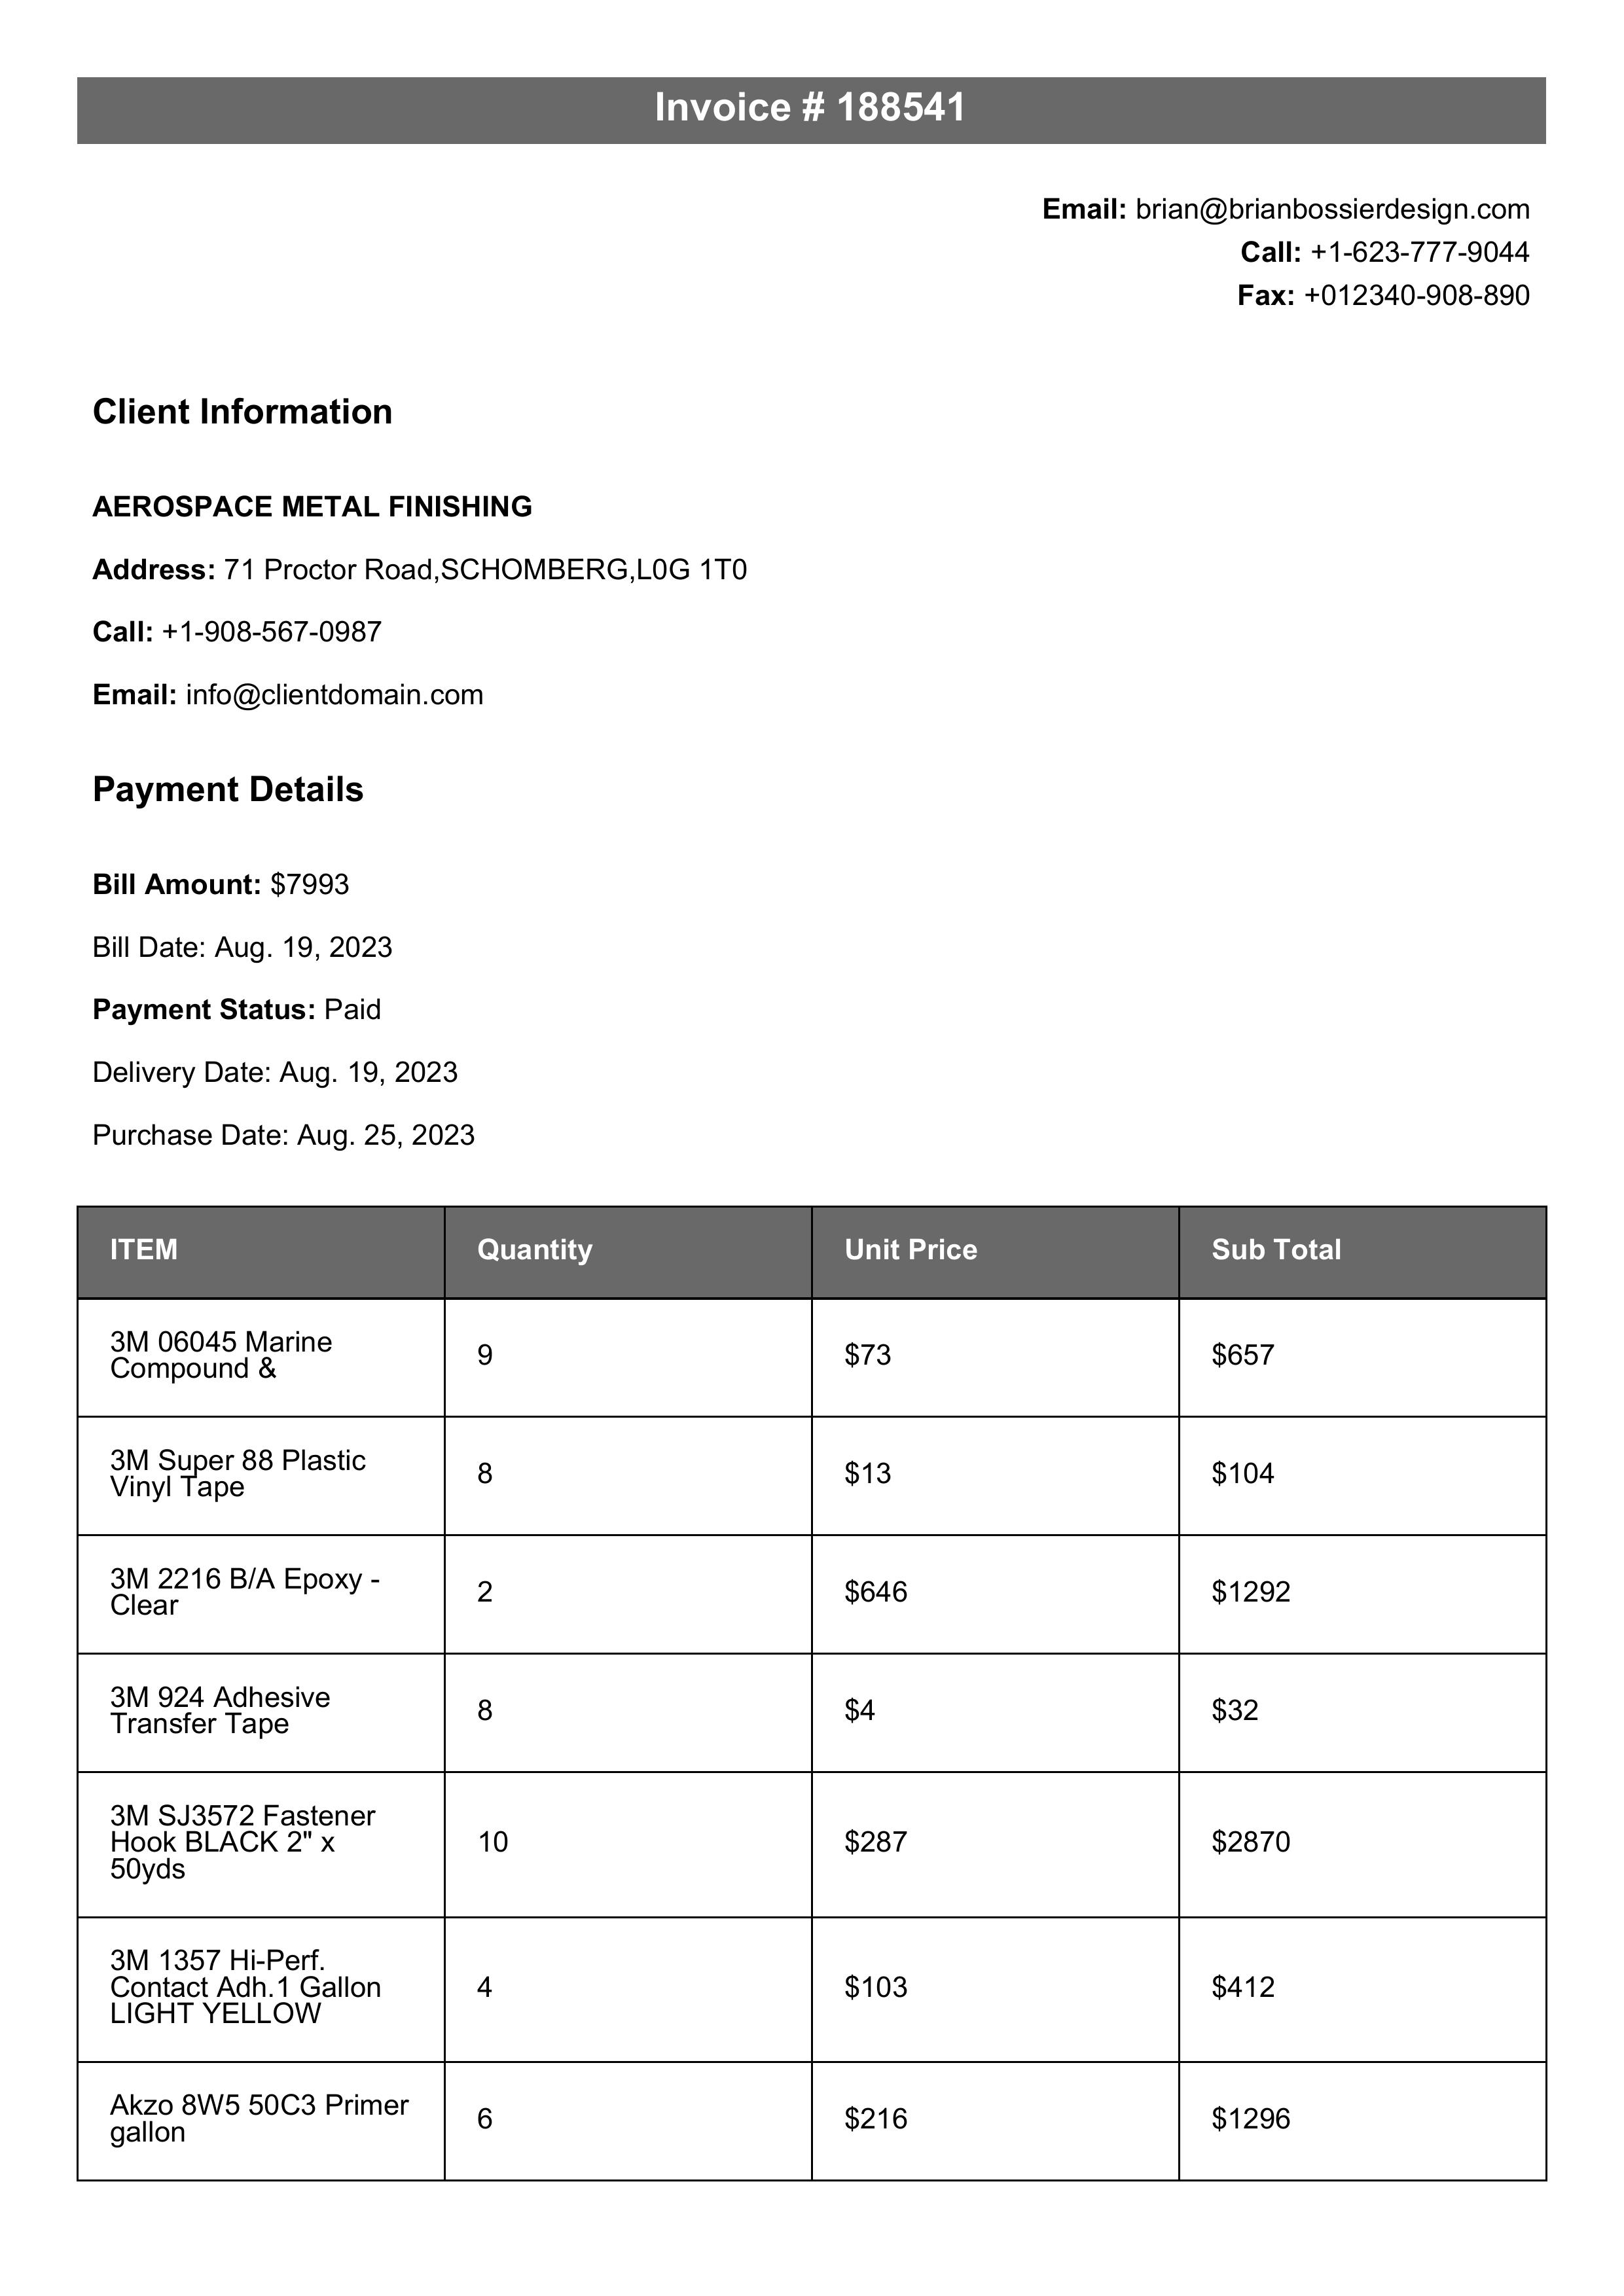 Invoice # 188541
Email: brian@brianbossierdesign.com
Call: +1-623-777-9044
Fax: +012340-908-890
Client Information
AEROSPACE METAL FINISHING
Address: 71 Proctor Road,SCHOMBERG,L0G 1T0
Call: +1-908-567-0987
Email: info@clientdomain.com
Payment Details
Bill Amount: $7993
Bill Date: Aug. 19, 2023
Payment Status: Paid
Delivery Date: Aug. 19, 2023
Purchase Date: Aug. 25, 2023
ITEM Quantity Unit Price Sub Total
3M 06045 Marine
Compound &
9 $73 $657
3M Super 88 Plastic
Vinyl Tape
8 $13 $104
3M 2216 B/A Epoxy -
Clear
2 $646 $1292
3M 924 Adhesive
Transfer Tape
8 $4 $32
3M SJ3572 Fastener
Hook BLACK 2" x
50yds
10 $287 $2870
3M 1357 Hi-Perf.
Contact Adh.1 Gallon
LIGHT YELLOW
4 $103 $412
Akzo 8W5 50C3 Primer
gallon
6 $216 $1296